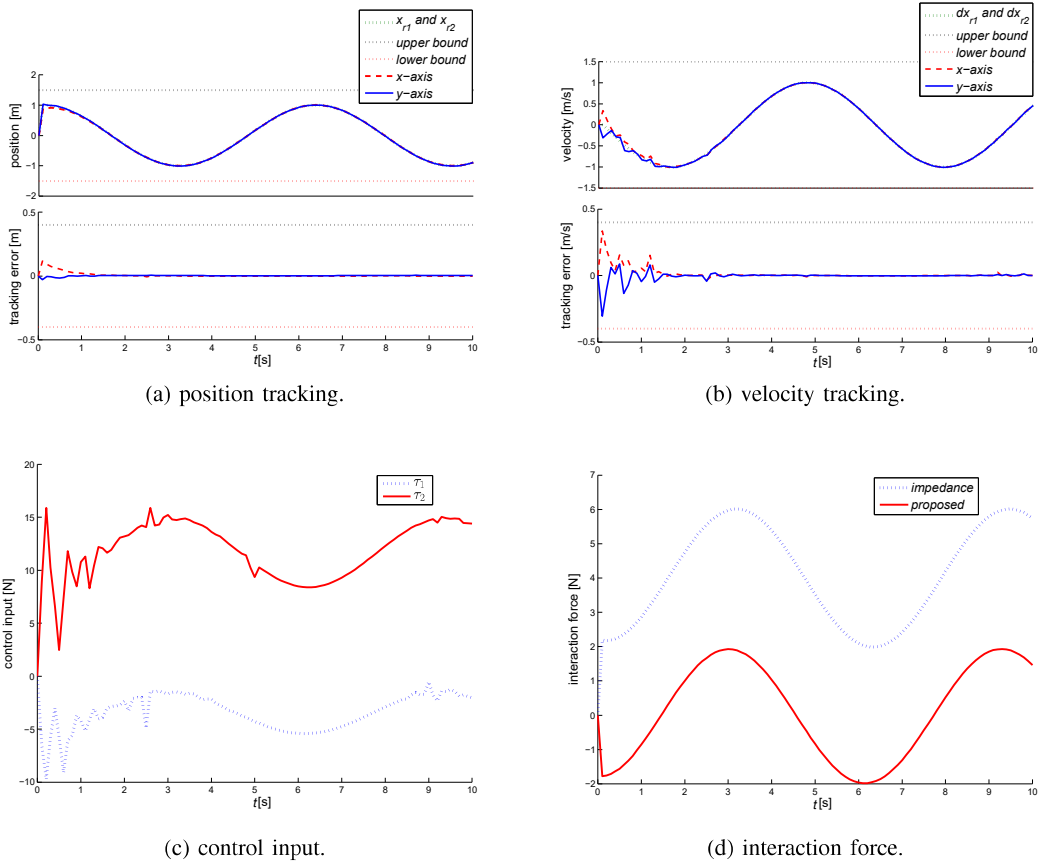 x_r1 and x_r2
upper bound
lower bound
x−axis
y−axis
position [m]
2
1
0
−1
−2
tracking error [m]
0.5
0
−0.5
0 1 2 3 4 5 6 7 8 9 10
t[s]
(a) position tracking.
dx_r1 and dx_r2
upper bound
lower bound
x−axis
y−axis
velocity [m/s]
1.5
1
0.5
0
−0.5
−1
−1.5
tracking error [m/s]
0.5
0
−0.5
0 1 2 3 4 5 6 7 8 9 10
t[s]
(b) velocity tracking.
τ1
τ2
control input [N]
20
15
10
5
0
−5
−10
0 1 2 3 4 5 6 7 8 9 10
t[s]
(c) control input.
impedance
proposed
interaction force [N]
7
6
5
4
3
2
1
0
−1
−2
0 1 2 3 4 5 6 7 8 9 10
t[s]
(d) interaction force.